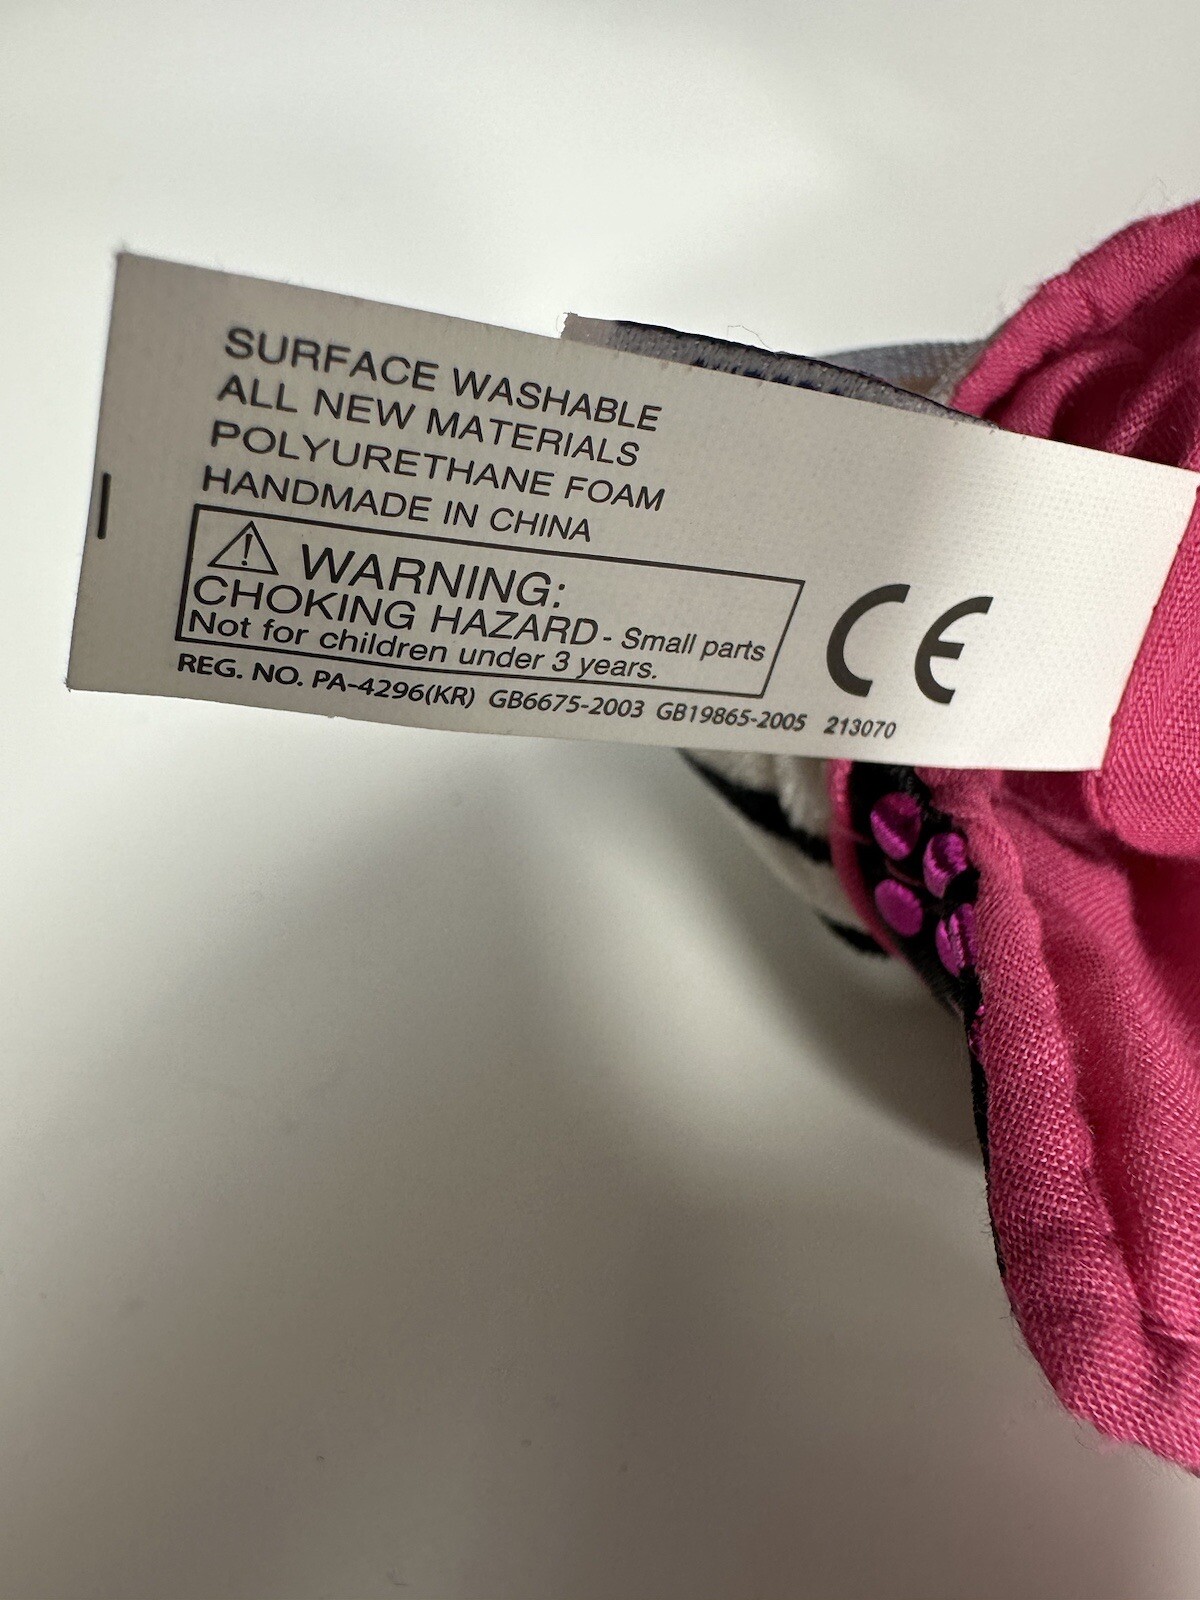 SURFACE WASHABLE
ALL NEW MATERIALS
POLYURETHANE FOAM
HANDMADE IN CHINA
WARNING:
CHOKING HAZARD - Small parts
Not for children under 3 years.
CE
REG. NO. PA-4296(KR) GB6675-2003 GB19865-2005 213070